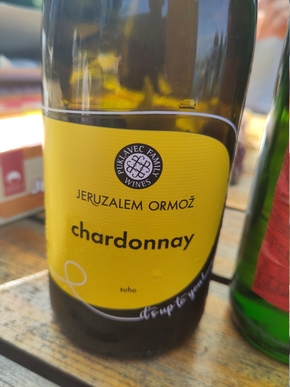 PUKLAVEC FAMILY
WINES
JERUZALEM ORMOŽ
chardonnay
suho
it's up to you!